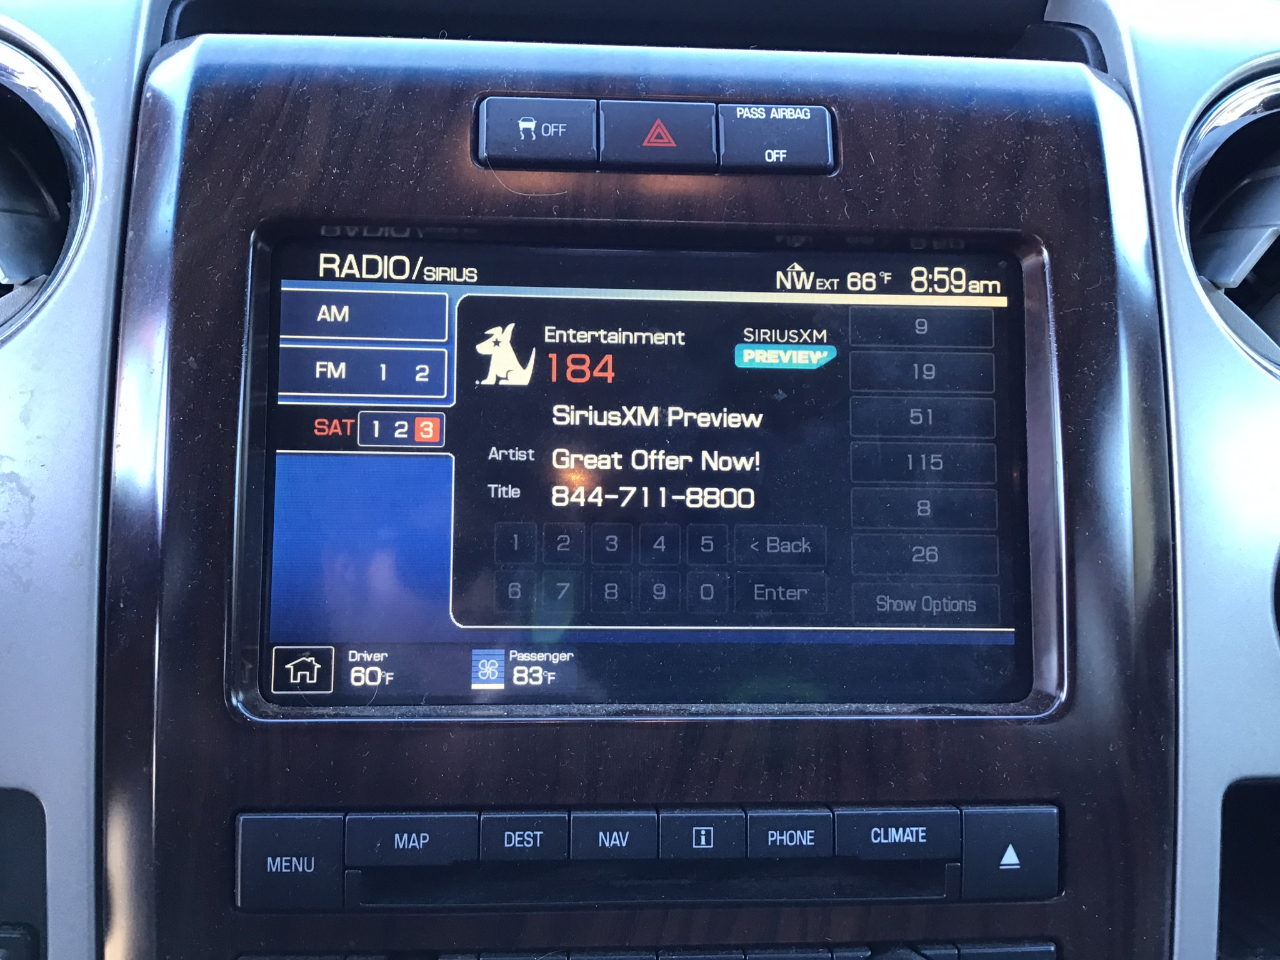 OFF
PASS AIRBAG
OFF
RADIO/SIRIUS
NW EXT 66°F 8:59am
AM
FM 1 2
SAT 1 2 3
Entertainment
184
SIRIUSXM
PREVIEW
SiriusXM Preview
Artist Great Offer Now!
Title 844-711-8800
1 2 3 4 5 < Back
6 7 8 9 0 Enter
9
19
51
115
8
26
Show Options
Driver
60°F
Passenger
83°F
MENU
MAP
DEST
NAV
i
PHONE
CLIMATE